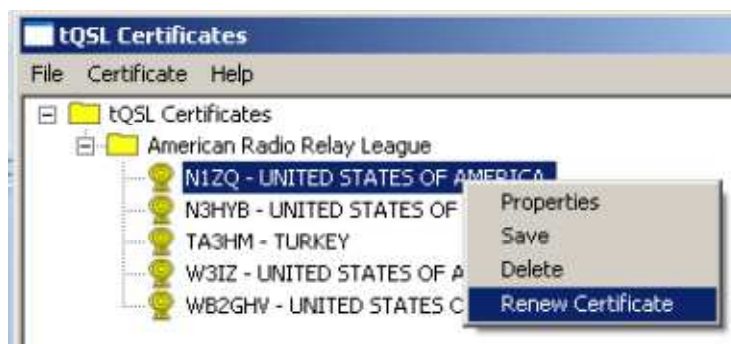 tQSL Certificates
File Certificate Help
tQSL Certificates
American Radio Relay League
N1ZQ - UNITED STATES OF AMERICA
N3HYB - UNITED STATES OF
TA3HM - TURKEY
W3IZ - UNITED STATES OF A
WB2GHV - UNITED STATES
Properties
Save
Delete
Renew Certificate